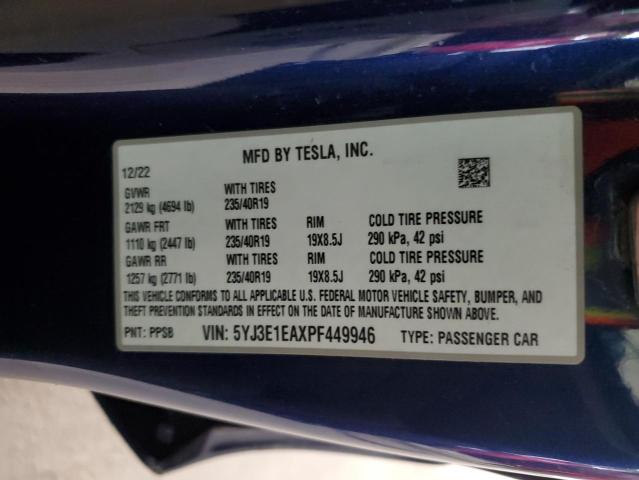 MFD BY TESLA, INC.
12/22
GVWR WITH TIRES
2129 kg (4694 lb) 235/40R19
GAWR FRT WITH TIRES RIM COLD TIRE PRESSURE
1110 kg (2447 lb) 235/40R19 19X8.5J 290 kPa, 42 psi
GAWR RR WITH TIRES RIM COLD TIRE PRESSURE
1257 kg (2771 lb) 235/40R19 19X8.5J 290 kPa, 42 psi
THIS VEHICLE CONFORMS TO ALL APPLICABLE U.S. FEDERAL MOTOR VEHICLE SAFETY, BUMPER, AND
THEFT PREVENTION STANDARDS IN EFFECT ON THE DATE OF MANUFACTURE SHOWN ABOVE.
PNT: PPSB VIN: 5YJ3E1EAXPF449946 TYPE: PASSENGER CAR